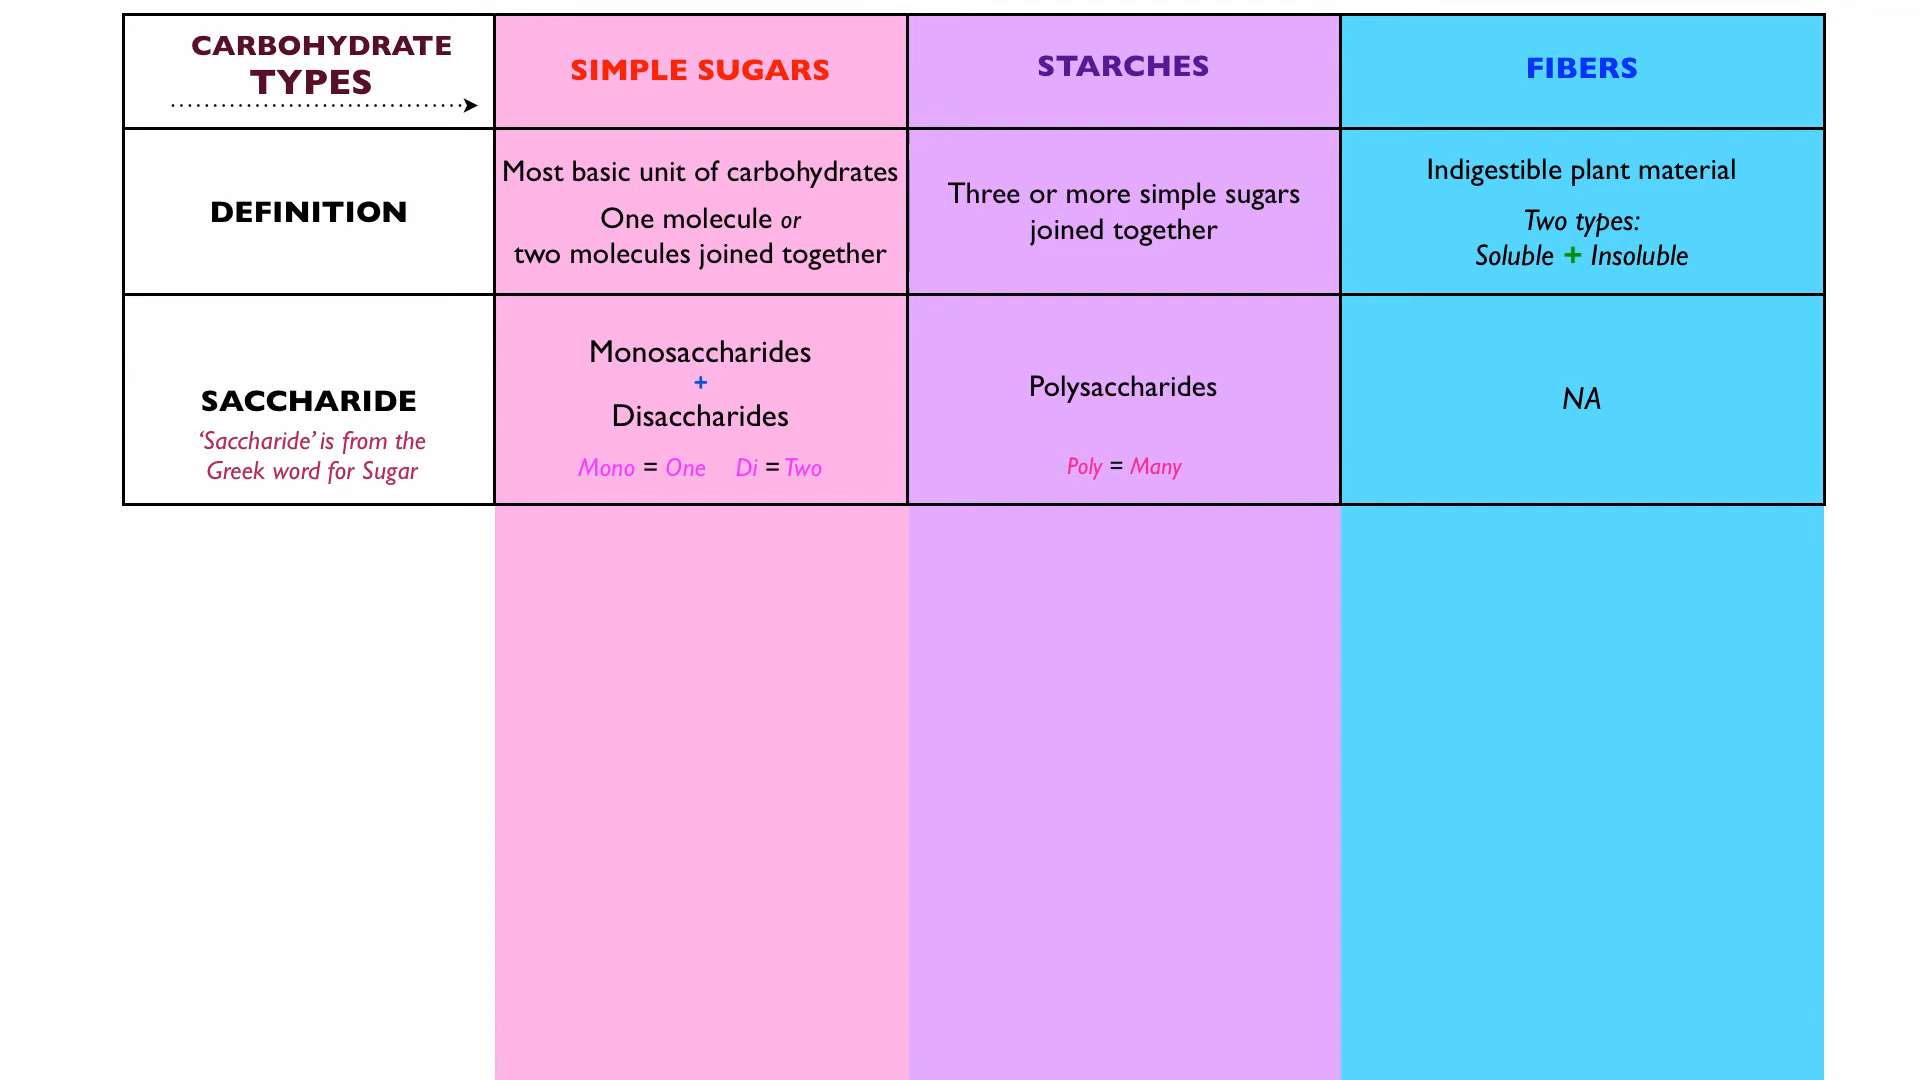 CARBOHYDRATE
TYPES
SIMPLE SUGARS
STARCHES
FIBERS
DEFINITION
Most basic unit of carbohydrates
One molecule or
two molecules joined together
Three or more simple sugars
joined together
Indigestible plant material
Two types:
Soluble + Insoluble
SACCHARIDE
‘Saccharide’ is from the
Greek word for Sugar
Monosaccharides
+
Disaccharides
Mono = One Di = Two
Polysaccharides
Poly = Many
NA